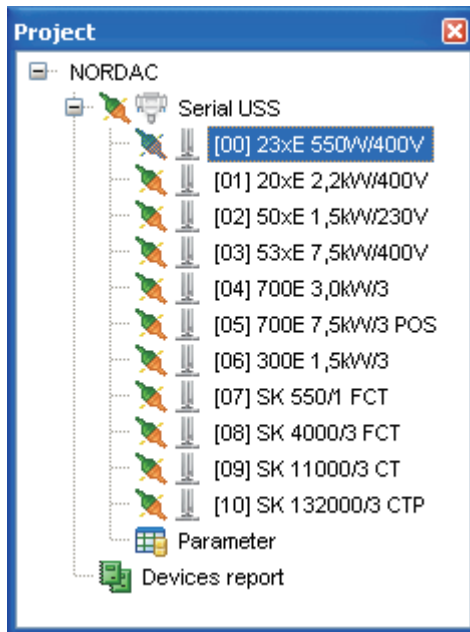 Project
NORDAC
Serial USS
[00] 23xE 550W/400V
[01] 20xE 2,2kW/400V
[02] 50xE 1,5kW/230V
[03] 53xE 7,5kW/400V
[04] 700E 3,0kW/3
[05] 700E 7,5kW/3 POS
[06] 300E 1,5kW/3
[07] SK 550/1 FCT
[08] SK 4000/3 FCT
[09] SK 11000/3 CT
[10] SK 132000/3 CTP
Parameter
Devices report